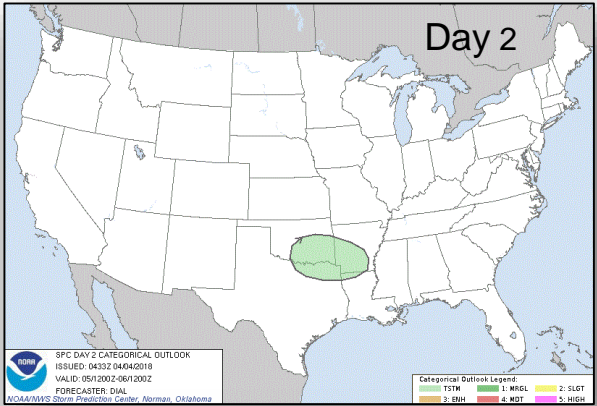 Day 2
SPC DAY 2 CATEGORICAL OUTLOOK
ISSUED: 0433Z 04/04/2018
VALID: 05/1200Z-06/1200Z
FORECASTER: DIAL
NOAA/NWS Storm Prediction Center, Norman, Oklahoma
Categorical Outlook Legend:
TSTM 1: MRGL 2: SLGT
3: ENH 4: MDT 5: HIGH
NOAA